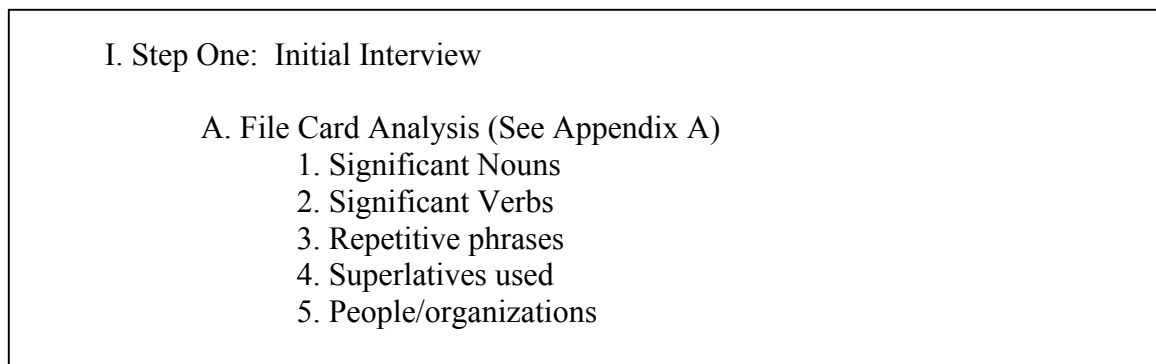 I. Step One:  Initial Interview
A. File Card Analysis (See Appendix A)
1. Significant Nouns
2. Significant Verbs
3. Repetitive phrases
4. Superlatives used
5. People/organizations